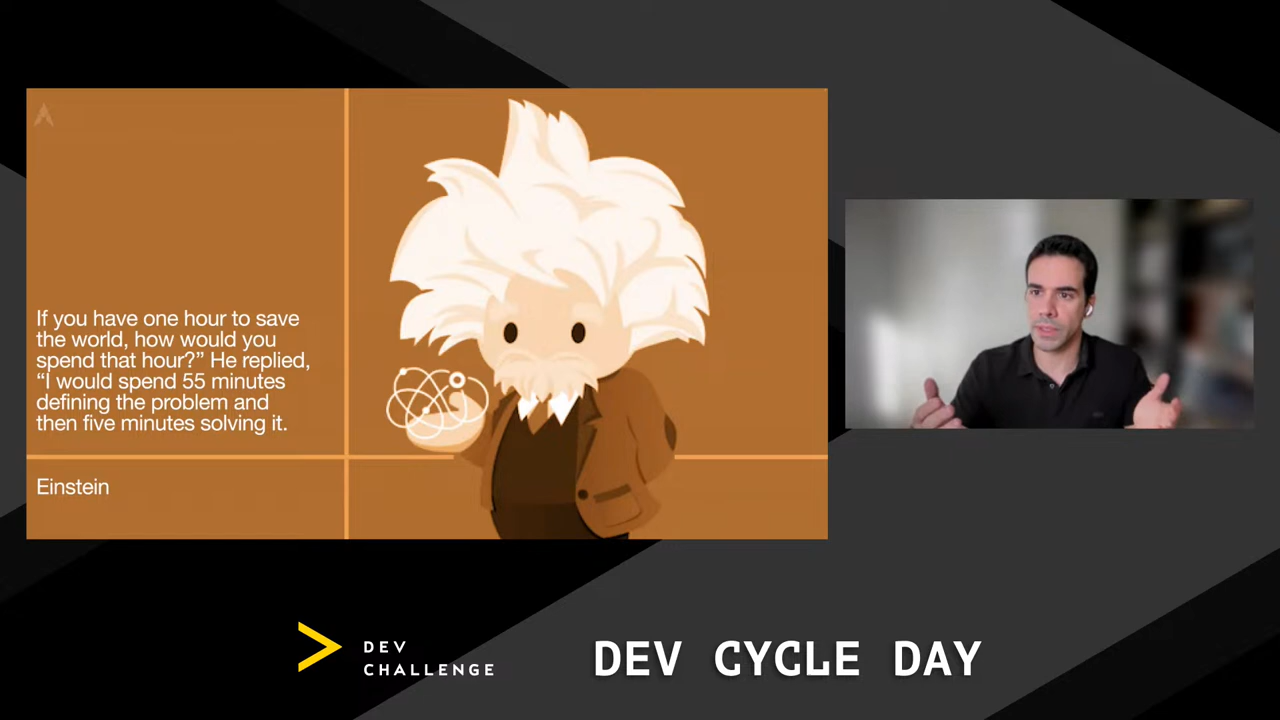 If you have one hour to save
the world, how would you
spend that hour?” He replied,
“I would spend 55 minutes
defining the problem and
then five minutes solving it.
Einstein
DEV
CHALLENGE
DEV CYCLE DAY